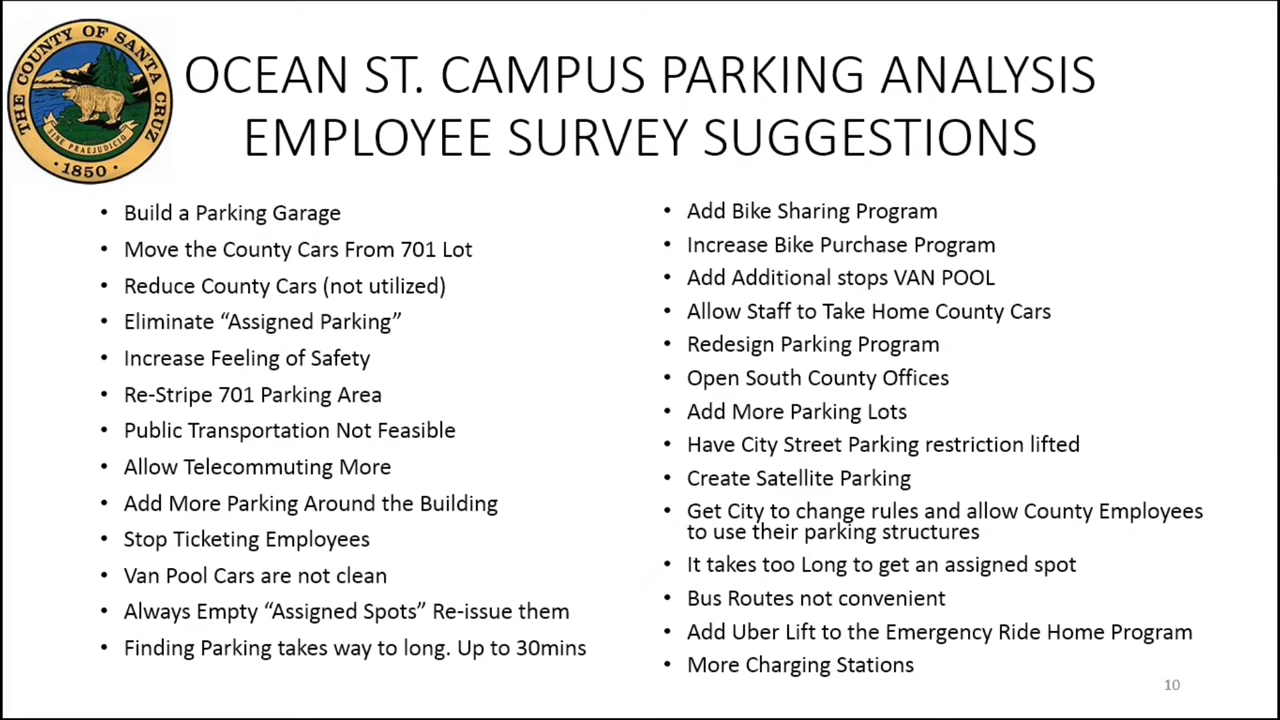 THE COUNTY OF SANTA CRUZ
SINE PRAEJUDICIO
· 1850 ·
OCEAN ST. CAMPUS PARKING ANALYSIS
EMPLOYEE SURVEY SUGGESTIONS
• Build a Parking Garage
• Move the County Cars From 701 Lot
• Reduce County Cars (not utilized)
• Eliminate “Assigned Parking”
• Increase Feeling of Safety
• Re-Stripe 701 Parking Area
• Public Transportation Not Feasible
• Allow Telecommuting More
• Add More Parking Around the Building
• Stop Ticketing Employees
• Van Pool Cars are not clean
• Always Empty “Assigned Spots” Re-issue them
• Finding Parking takes way to long. Up to 30mins
• Add Bike Sharing Program
• Increase Bike Purchase Program
• Add Additional stops VAN POOL
• Allow Staff to Take Home County Cars
• Redesign Parking Program
• Open South County Offices
• Add More Parking Lots
• Have City Street Parking restriction lifted
• Create Satellite Parking
• Get City to change rules and allow County Employees
to use their parking structures
• It takes too Long to get an assigned spot
• Bus Routes not convenient
• Add Uber Lift to the Emergency Ride Home Program
• More Charging Stations
10